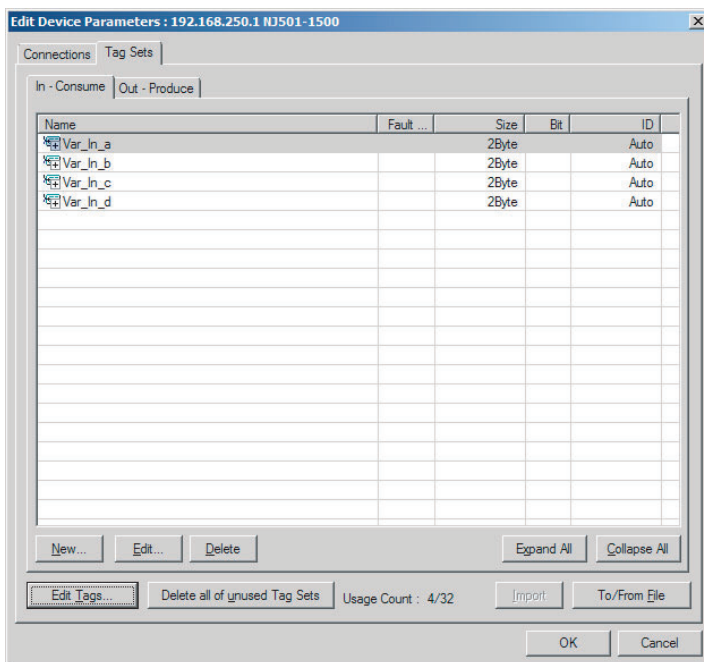 Edit Device Parameters : 192.168.250.1 NJ501-1500
Connections Tag Sets
In - Consume Out - Produce
Name Fault ... Size Bit ID
Var_In_a 2Byte Auto
Var_In_b 2Byte Auto
Var_In_c 2Byte Auto
Var_In_d 2Byte Auto
New... Edit... Delete Expand All Collapse All
Edit Tags... Delete all of unused Tag Sets Usage Count : 4/32 Import To/From File
OK Cancel